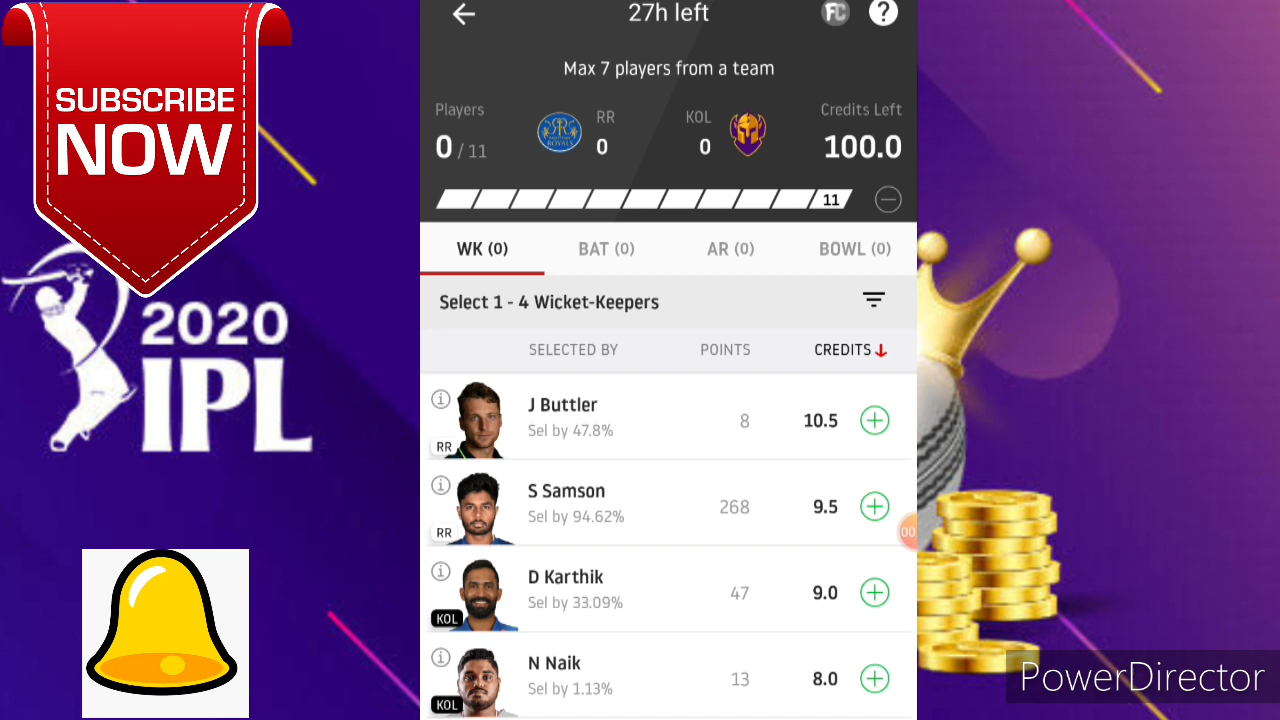 SUBSCRIBE
NOW
2020
IPL
27h left
FC
?
Max 7 players from a team
Players
0 / 11
RR
0
KOL
0
Credits Left
100.0
11
WK (0)
BAT (0)
AR (0)
BOWL (0)
Select 1 - 4 Wicket-Keepers
SELECTED BY
POINTS
CREDITS
J Buttler
Sel by 47.8%
8
10.5
RR
S Samson
Sel by 94.62%
268
9.5
RR
00
D Karthik
Sel by 33.09%
47
9.0
KOL
N Naik
Sel by 1.13%
13
8.0
KOL
PowerDirector